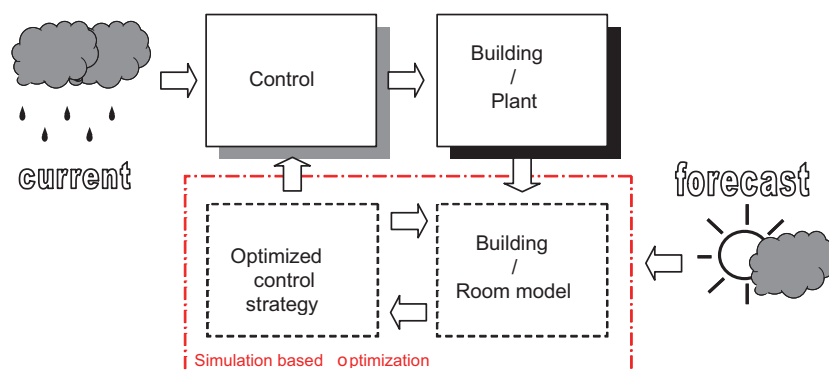 Control
Building
/
Plant
current
forecast
Optimized
control
strategy
Building
/
Room model
Simulation based optimization